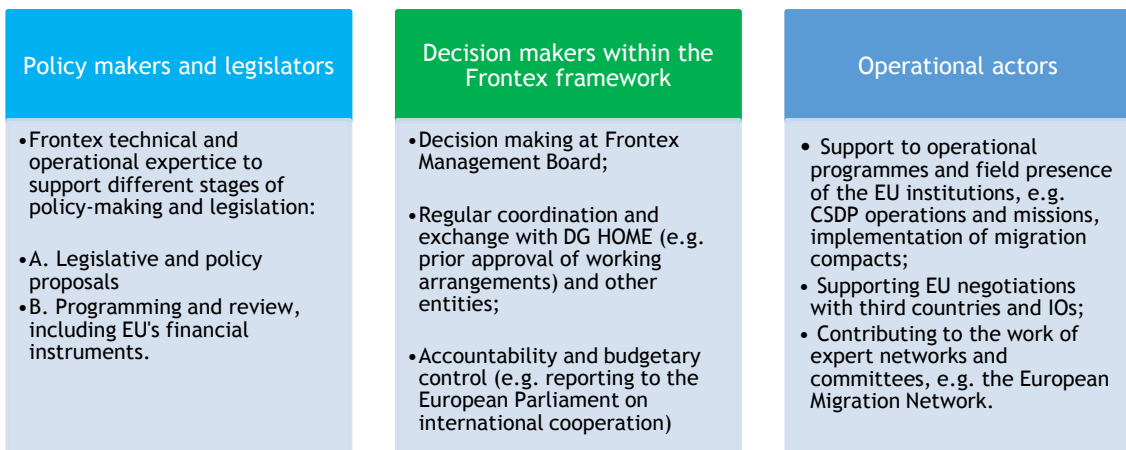 Policy makers and legislators
•Frontex technical and
operational expertice to
support different stages of
policy-making and legislation:
•A. Legislative and policy
proposals
•B. Programming and review,
including EU's financial
instruments.
Decision makers within the
Frontex framework
•Decision making at Frontex
Management Board;
•Regular coordination and
exchange with DG HOME (e.g.
prior approval of working
arrangements) and other
entities;
•Accountability and budgetary
control (e.g. reporting to the
European Parliament on
international cooperation)
Operational actors
• Support to operational
programmes and field presence
of the EU institutions, e.g.
CSDP operations and missions,
implementation of migration
compacts;
• Supporting EU negotiations
with third countries and IOs;
• Contributing to the work of
expert networks and
committees, e.g. the European
Migration Network.